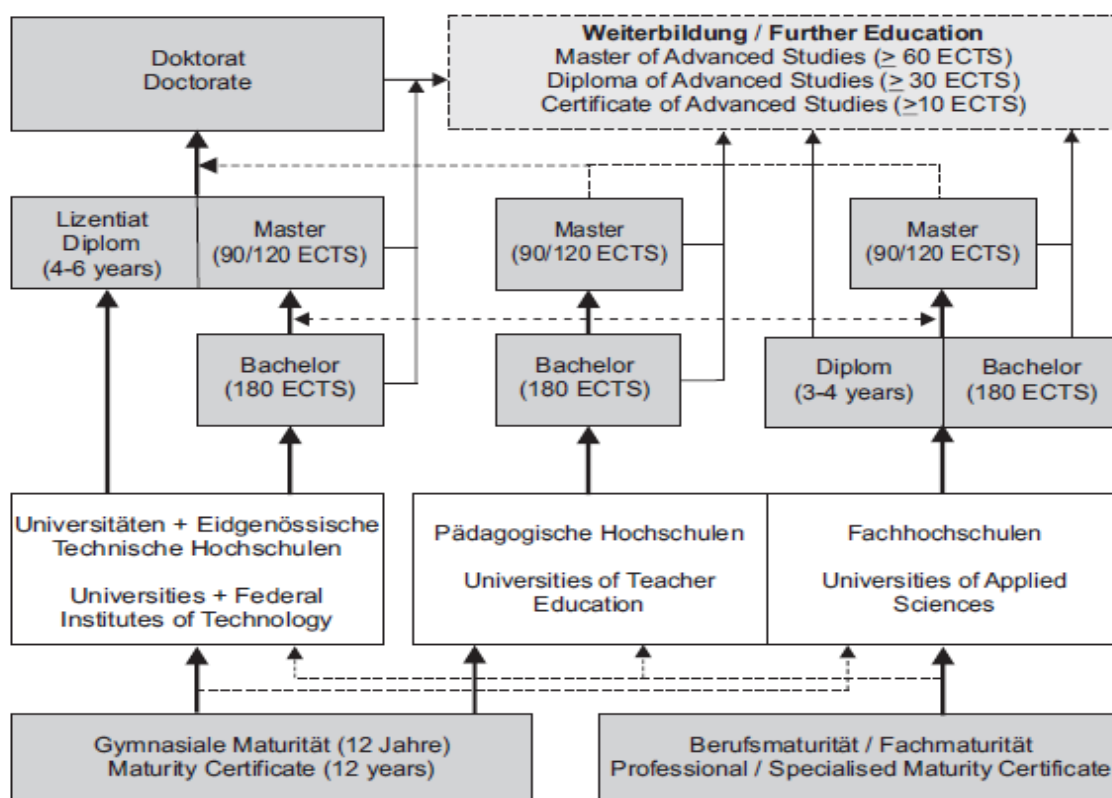 Doktorat
Doctorate
Weiterbildung / Further Education
Master of Advanced Studies (≥ 60 ECTS)
Diploma of Advanced Studies (≥ 30 ECTS)
Certificate of Advanced Studies (≥10 ECTS)
Lizentiat
Diplom
(4-6 years)
Master
(90/120 ECTS)
Master
(90/120 ECTS)
Master
(90/120 ECTS)
Bachelor
(180 ECTS)
Bachelor
(180 ECTS)
Diplom
(3-4 years)
Bachelor
(180 ECTS)
Universitäten + Eidgenössische
Technische Hochschulen
Universities + Federal
Institutes of Technology
Pädagogische Hochschulen
Universities of Teacher
Education
Fachhochschulen
Universities of Applied
Sciences
Gymnasiale Maturität (12 Jahre)
Maturity Certificate (12 years)
Berufsmaturität / Fachmaturität
Professional / Specialised Maturity Certificate